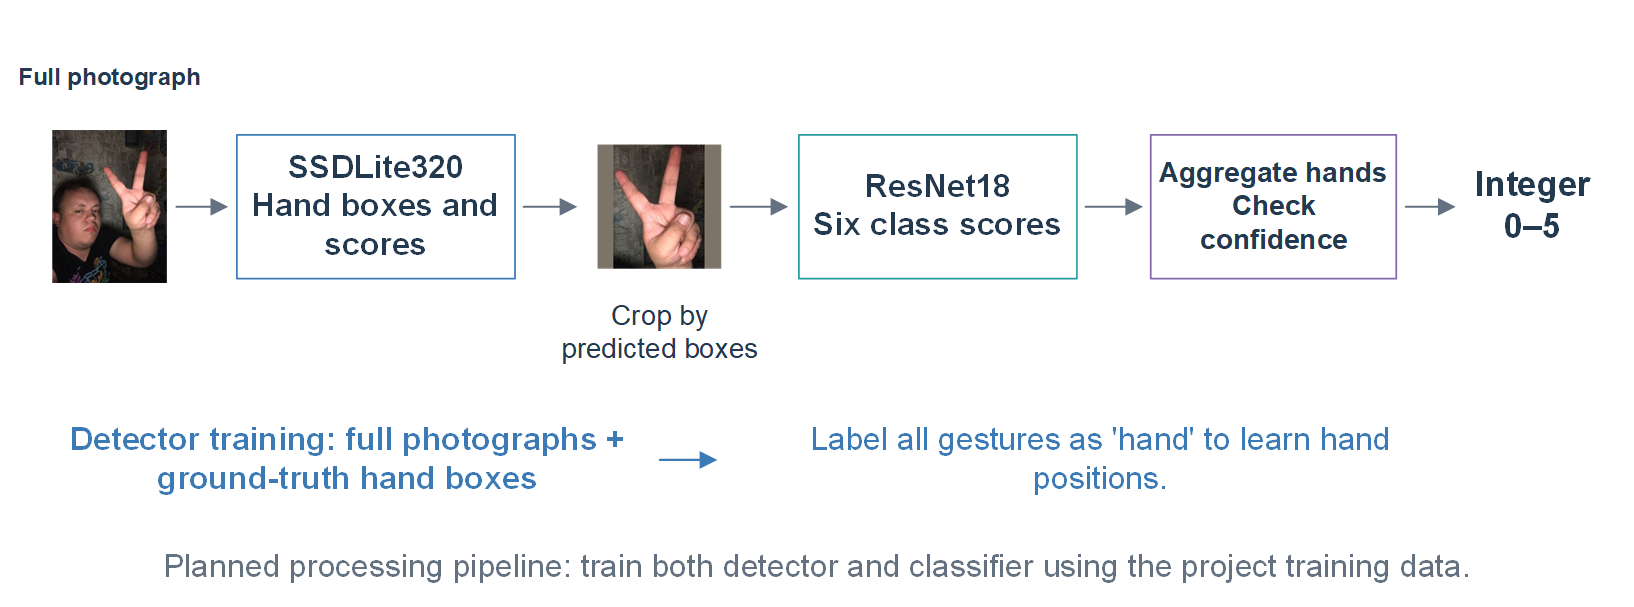 Full photograph
SSDLite320
Hand boxes and
scores
Crop by
predicted boxes
ResNet18
Six class scores
Aggregate hands
Check
confidence
Integer
0–5
Detector training: full photographs +
ground-truth hand boxes
Label all gestures as 'hand' to learn hand
positions.
Planned processing pipeline: train both detector and classifier using the project training data.